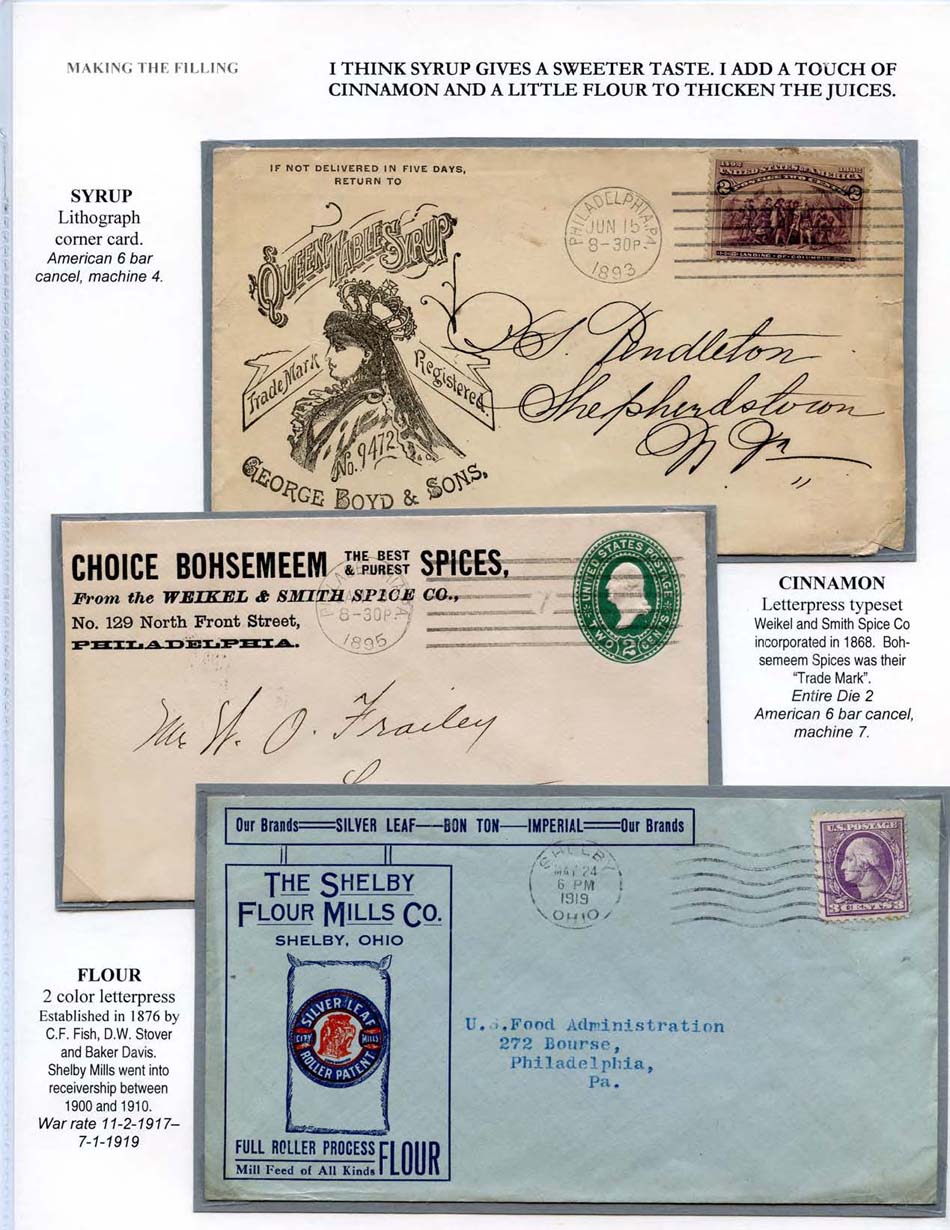 MAKING THE FILLING
I THINK SYRUP GIVES A SWEETER TASTE. I ADD A TOUCH OF
CINNAMON AND A LITTLE FLOUR TO THICKEN THE JUICES.
SYRUP
Lithograph
corner card.
American 6 bar
cancel, machine 4.
IF NOT DELIVERED IN FIVE DAYS,
RETURN TO
QUEEN TABLE SYRUP
Trade Mark Registered.
No. 9472
GEORGE BOYD & SONS.
PHILADELPHIA, PA.
JUN 15
8-30P.
1893
1492 1892
UNITED STATES OF AMERICA
POSTAGE TWO CENTS
2 2
LANDING OF COLUMBUS
S. Pendleton
Shepherdstown
CHOICE BOHSEMEEM THE BEST & PUREST SPICES,
From the WEIKEL & SMITH SPICE CO.,
No. 129 North Front Street,
PHILADELPHIA.
8-30P.
1895
7
UNITED STATES POSTAGE
TWO 2 CENTS
Mr W. O. Frailey
CINNAMON
Letterpress typeset
Weikel and Smith Spice Co
incorporated in 1868. Boh-
semeem Spices was their
"Trade Mark".
Entire Die 2
American 6 bar cancel,
machine 7.
FLOUR
2 color letterpress
Established in 1876 by
C.F. Fish, D.W. Stover
and Baker Davis.
Shelby Mills went into
receivership between
1900 and 1910.
War rate 11-2-1917–
7-1-1919
Our Brands SILVER LEAF BON TON IMPERIAL Our Brands
THE SHELBY
FLOUR MILLS CO.
SHELBY, OHIO
SILVER LEAF
CITY MILLS
ROLLER PATENT
FULL ROLLER PROCESS
Mill Feed of All Kinds
FLOUR
SHELBY
MAY 24
6 PM
1919
OHIO
U.S. POSTAGE
3 CENTS 3
U.S.Food Administration
272 Bourse,
Philadelphia,
Pa.